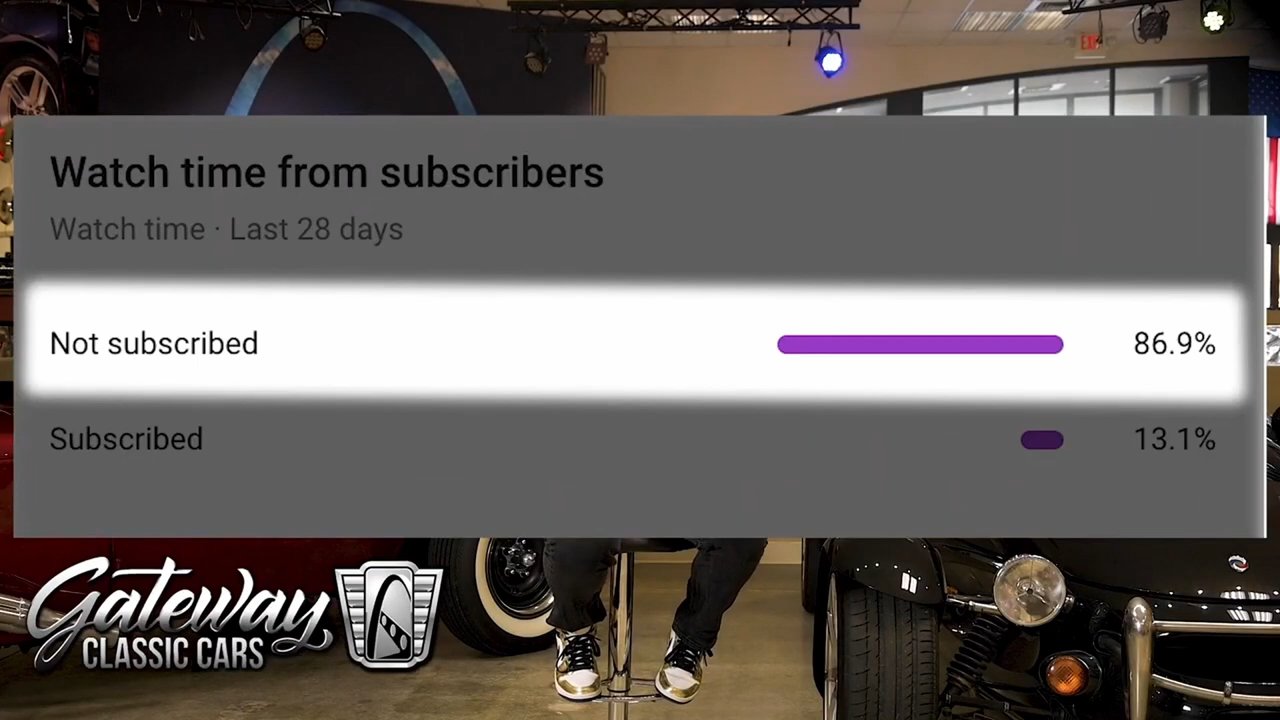 Watch time from subscribers
Watch time · Last 28 days
Not subscribed 86.9%
Subscribed 13.1%
Gateway
CLASSIC CARS